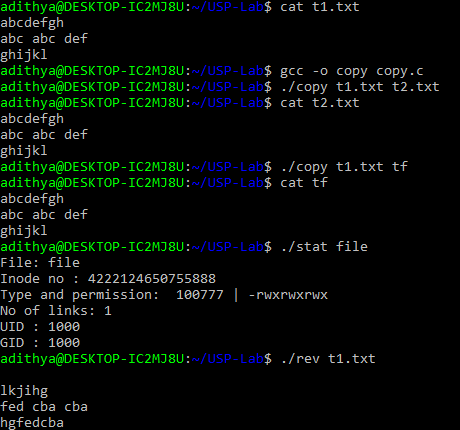 adithya@DESKTOP-IC2MJ8U:~/USP-Lab$ cat t1.txt
abcdefgh
abc abc def
ghijkl
adithya@DESKTOP-IC2MJ8U:~/USP-Lab$ gcc -o copy copy.c
adithya@DESKTOP-IC2MJ8U:~/USP-Lab$ ./copy t1.txt t2.txt
adithya@DESKTOP-IC2MJ8U:~/USP-Lab$ cat t2.txt
abcdefgh
abc abc def
ghijkl
adithya@DESKTOP-IC2MJ8U:~/USP-Lab$ ./copy t1.txt tf
adithya@DESKTOP-IC2MJ8U:~/USP-Lab$ cat tf
abcdefgh
abc abc def
ghijkl
adithya@DESKTOP-IC2MJ8U:~/USP-Lab$ ./stat file
File: file
Inode no : 4222124650755888
Type and permission:  100777 | -rwxrwxrwx
No of links: 1
UID : 1000
GID : 1000
adithya@DESKTOP-IC2MJ8U:~/USP-Lab$ ./rev t1.txt
lkjihg
fed cba cba
hgfedcba